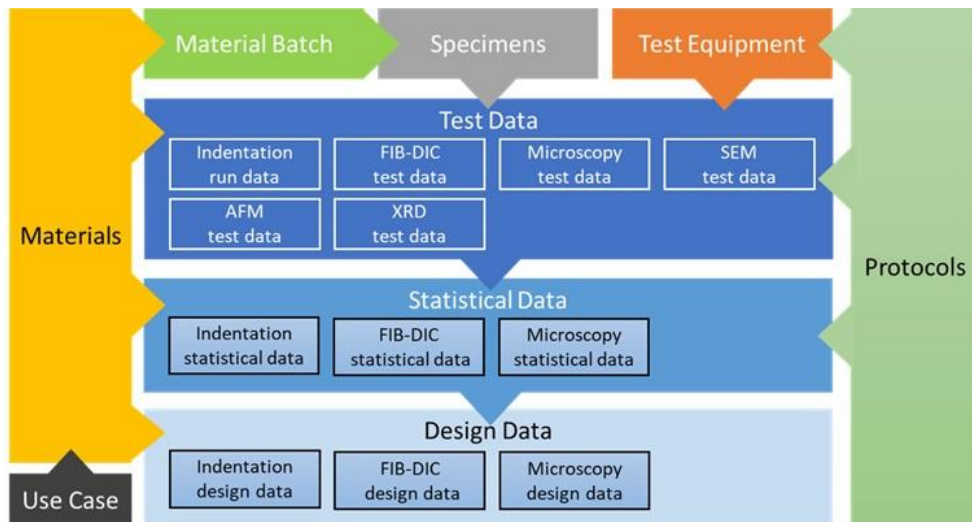 Material Batch
Specimens
Test Equipment
Materials
Protocols
Use Case
Test Data
Indentation
run data
FIB-DIC
test data
Microscopy
test data
SEM
test data
AFM
test data
XRD
test data
Statistical Data
Indentation
statistical data
FIB-DIC
statistical data
Microscopy
statistical data
Design Data
Indentation
design data
FIB-DIC
design data
Microscopy
design data